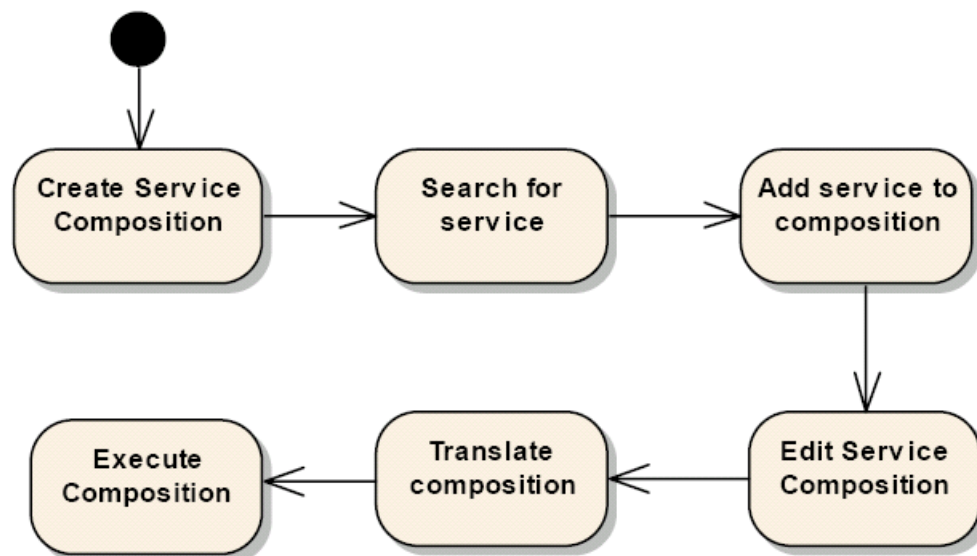 Create Service
Composition
Search for
service
Add service to
composition
Edit Service
Composition
Translate
composition
Execute
Composition